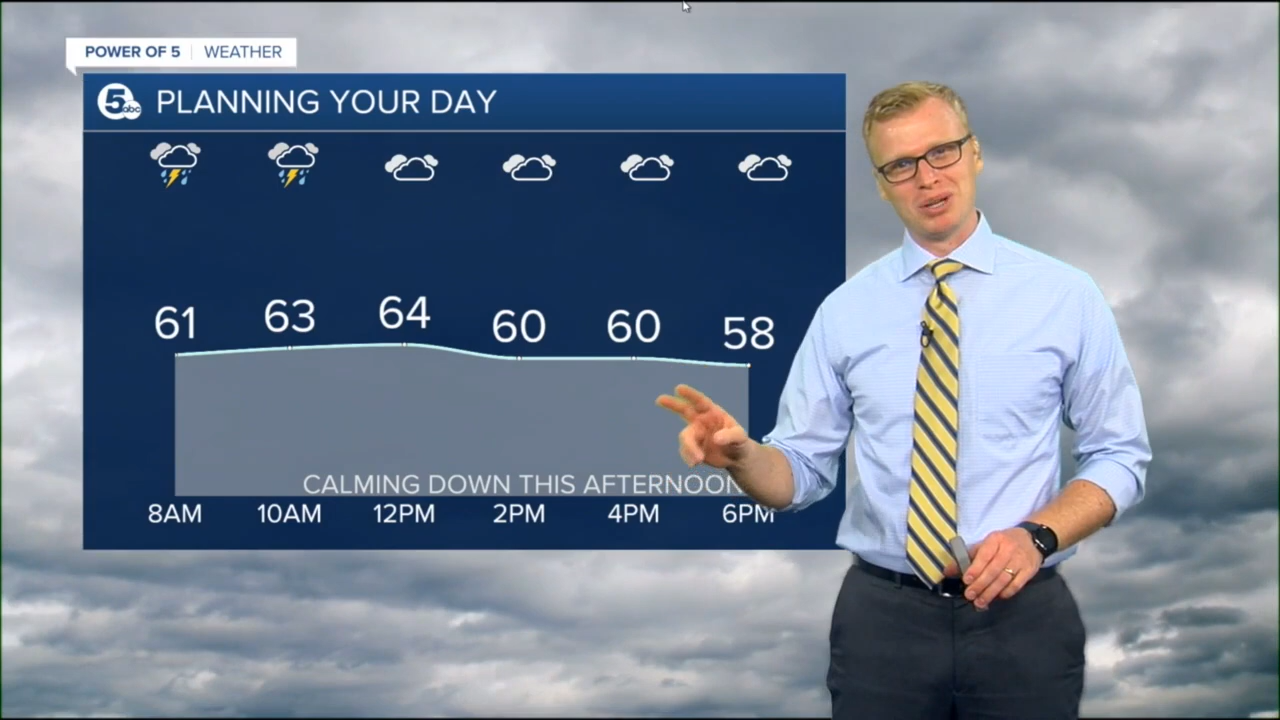 POWER OF 5 | WEATHER
5 abc PLANNING YOUR DAY
61 63 64 60 60 58
CALMING DOWN THIS AFTERNOON
8AM 10AM 12PM 2PM 4PM 6PM